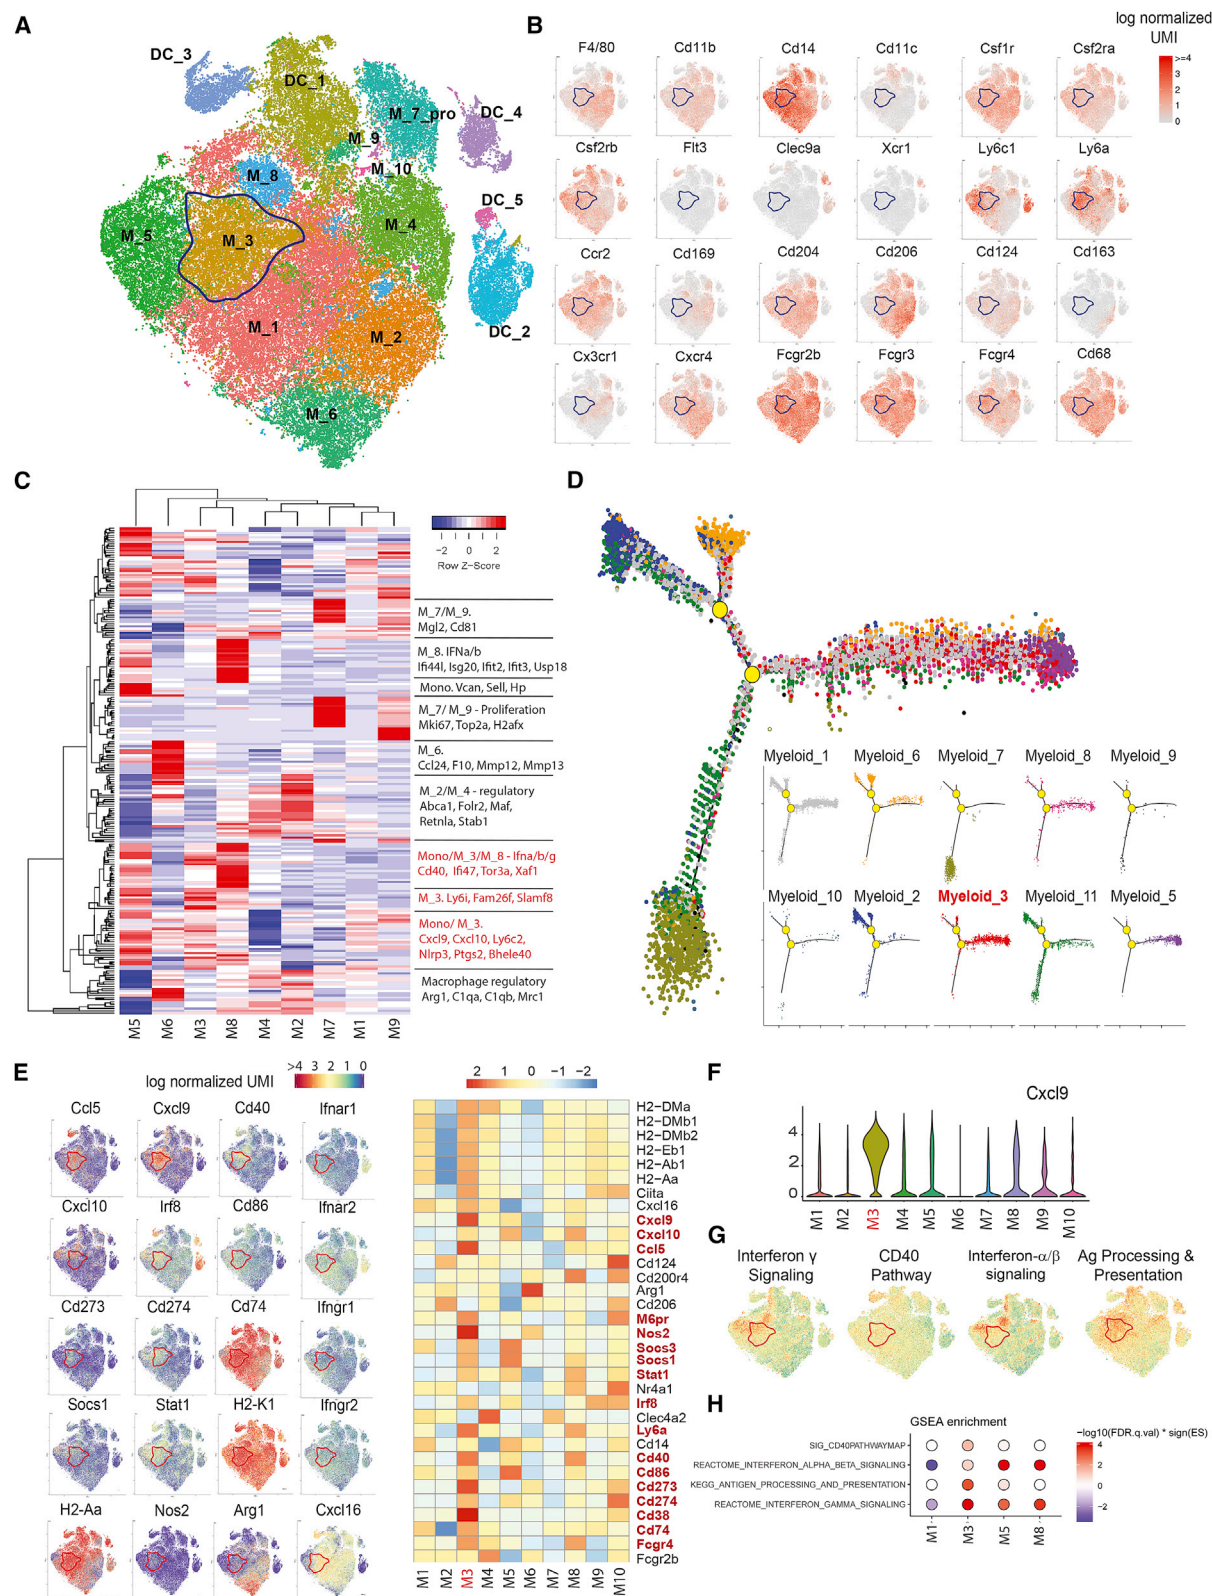 A
DC_3
DC_1
M_7_pro
DC_4
M_9
M_8
M_10
DC_5
M_5
M_3
M_4
M_1
M_2
DC_2
M_6
B
log normalized
UMI
>=4
3
2
1
0
F4/80 Cd11b Cd14 Cd11c Csf1r Csf2ra
Csf2rb Flt3 Clec9a Xcr1 Ly6c1 Ly6a
Ccr2 Cd169 Cd204 Cd206 Cd124 Cd163
Cx3cr1 Cxcr4 Fcgr2b Fcgr3 Fcgr4 Cd68
C
−2 0 2
Row Z−Score
M_7/M_9.
Mgl2, Cd81
M_8. IFNa/b
Ifi44l, Isg20, Ifit2, Ifit3, Usp18
Mono. Vcan, Sell, Hp
M_7/ M_9 - Proliferation
Mki67, Top2a, H2afx
M_6.
Ccl24, F10, Mmp12, Mmp13
M_2/M_4 - regulatory
Abca1, Folr2, Maf,
Retnla, Stab1
Mono/M_3/M_8 - Ifna/b/g
Cd40, Ifi47, Tor3a, Xaf1
M_3. Ly6i, Fam26f, Slamf8
Mono/ M_3.
Cxcl9, Cxcl10, Ly6c2,
Nlrp3, Ptgs2, Bhele40
Macrophage regulatory
Arg1, C1qa, C1qb, Mrc1
M5 M6 M3 M8 M4 M2 M7 M1 M9
D
Myeloid_1 Myeloid_6 Myeloid_7 Myeloid_8 Myeloid_9
Myeloid_10 Myeloid_2 Myeloid_3 Myeloid_11 Myeloid_5
E
log normalized UMI
>4 3 2 1 0
Ccl5 Cxcl9 Cd40 Ifnar1
Cxcl10 Irf8 Cd86 Ifnar2
Cd273 Cd274 Cd74 Ifngr1
Socs1 Stat1 H2-K1 Ifngr2
H2-Aa Nos2 Arg1 Cxcl16
2 1 0 −1 −2
H2−DMa
H2−DMb1
H2−DMb2
H2−Eb1
H2−Ab1
H2−Aa
Ciita
Cxcl16
Cxcl9
Cxcl10
Ccl5
Cd124
Cd200r4
Arg1
Cd206
M6pr
Nos2
Socs3
Socs1
Stat1
Nr4a1
Irf8
Clec4a2
Ly6a
Cd14
Cd40
Cd86
Cd273
Cd274
Cd38
Cd74
Fcgr4
Fcgr2b
M1 M2 M3 M4 M5 M6 M7 M8 M9 M10
F
Cxcl9
4
2
0
M1 M2 M3 M4 M5 M6 M7 M8 M9 M10
G
Interferon γ
Signaling
CD40
Pathway
Interferon-α/β
signaling
Ag Processing &
Presentation
H
GSEA enrichment
−log10(FDR.q.val) * sign(ES)
SIG_CD40PATHWAYMAP
REACTOME_INTERFERON_ALPHA_BETA_SIGNALING
KEGG_ANTIGEN_PROCESSING_AND_PRESENTATION
REACTOME_INTERFERON_GAMMA_SIGNALING
M1 M3 M5 M8
4
2
0
−2